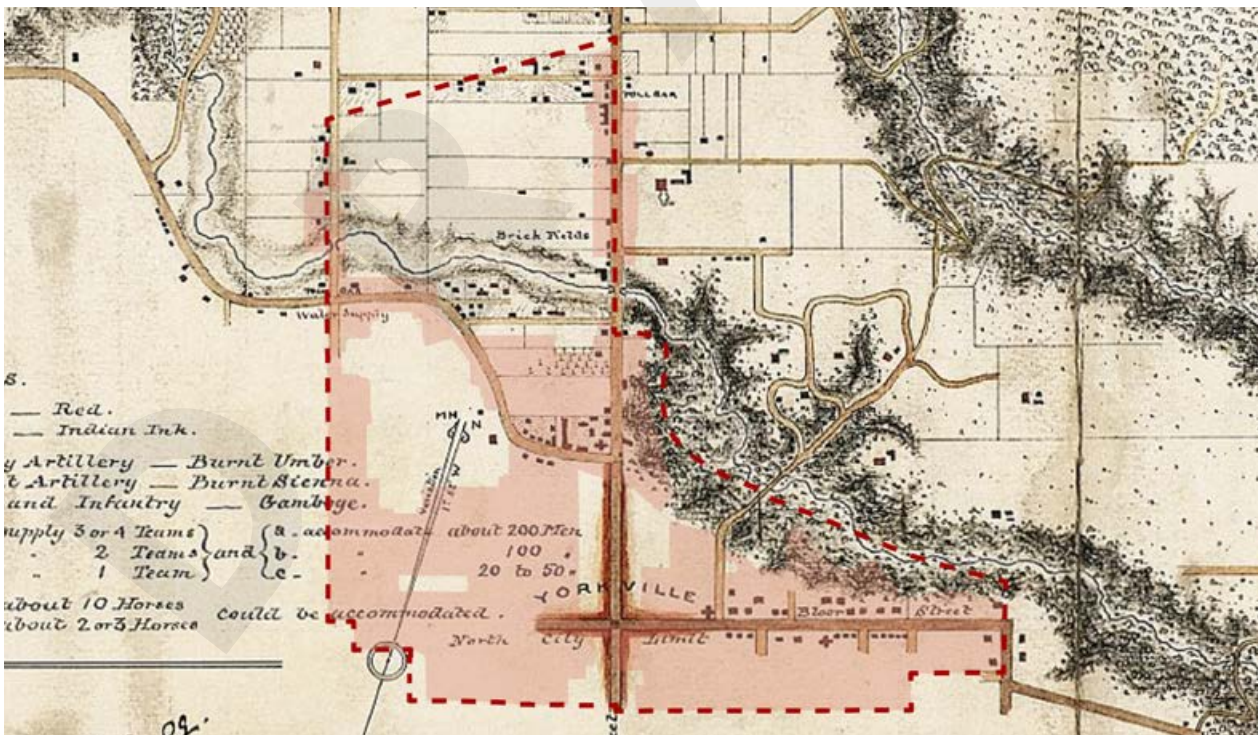 TOLL BAR
Brick Fields
Water Supply
S.
— Red.
— Indian Ink.
MH
N
y Artillery — Burnt Umber.
t Artillery — Burnt Sienna.
and Infantry — Gamboge.
Variation
upply 3 or 4 Teams } and { a. accommodate about 200 Men
" 2 Teams b. " 100 "
" 1 Team c. " 20 to 50 "
about 10 Horses
about 2 or 3 Horses could be accommodated.
YORKVILLE
Bloor Street
North City Limit